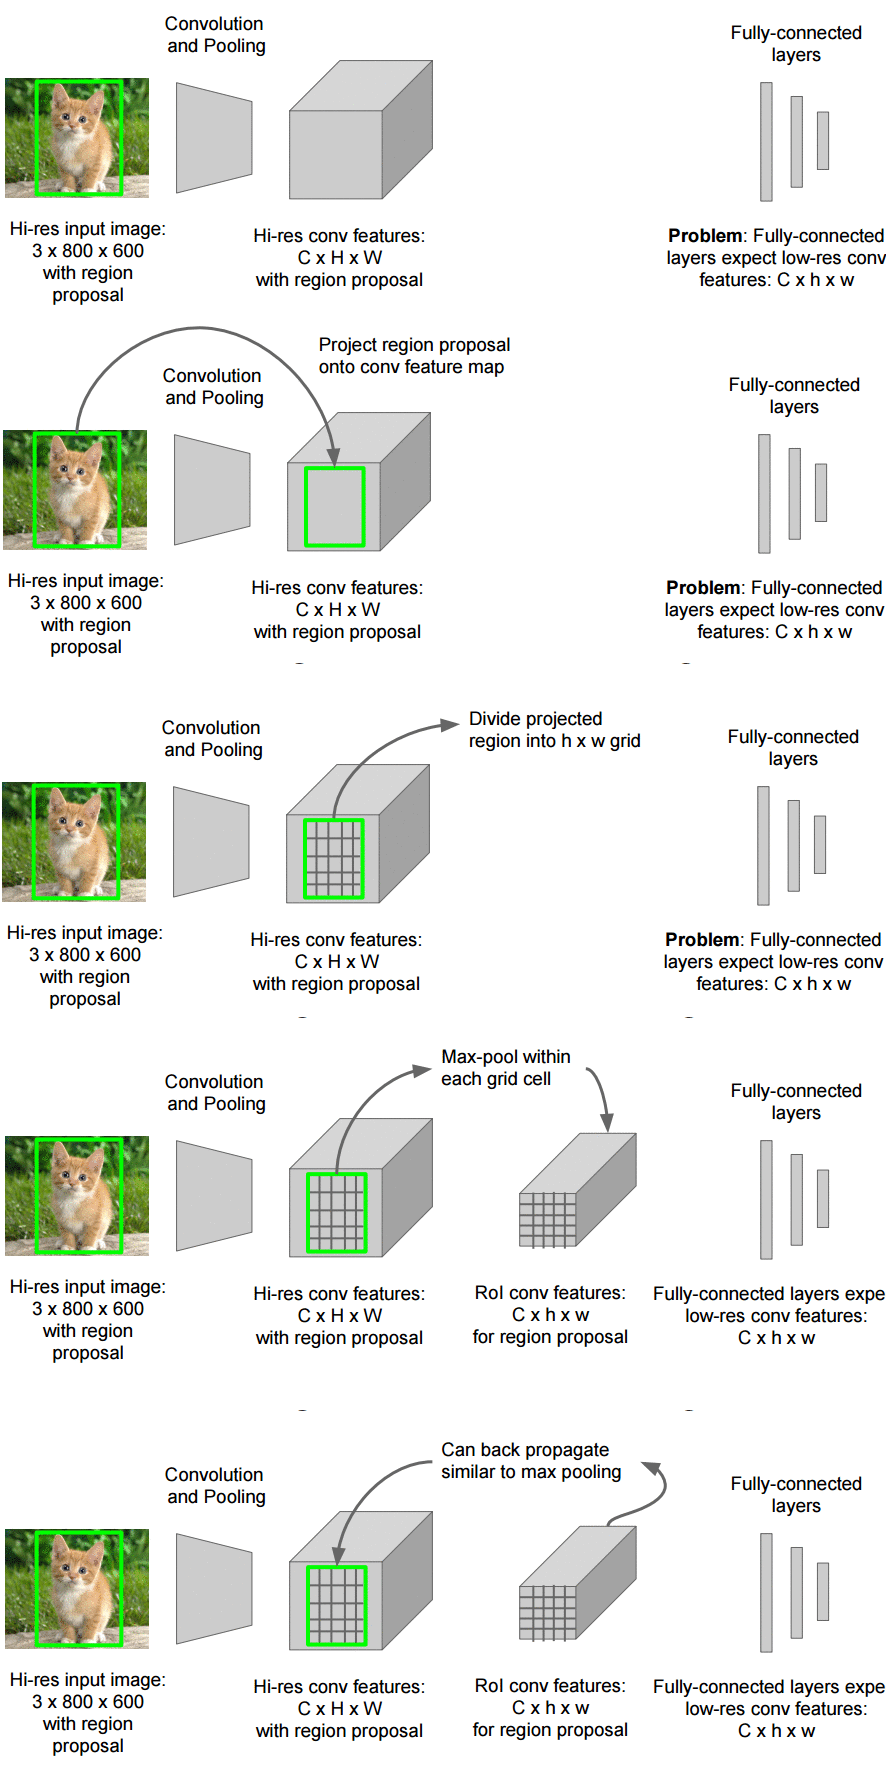 Convolution
and Pooling
Fully-connected
layers
Hi-res input image:
3 x 800 x 600
with region
proposal
Hi-res conv features:
C x H x W
with region proposal
Problem: Fully-connected
layers expect low-res conv
features: C x h x w
Project region proposal
onto conv feature map
Convolution
and Pooling
Fully-connected
layers
Hi-res input image:
3 x 800 x 600
with region
proposal
Hi-res conv features:
C x H x W
with region proposal
Problem: Fully-connected
layers expect low-res conv
features: C x h x w
Divide projected
region into h x w grid
Convolution
and Pooling
Fully-connected
layers
Hi-res input image:
3 x 800 x 600
with region
proposal
Hi-res conv features:
C x H x W
with region proposal
Problem: Fully-connected
layers expect low-res conv
features: C x h x w
Max-pool within
each grid cell
Convolution
and Pooling
Fully-connected
layers
Hi-res input image:
3 x 800 x 600
with region
proposal
Hi-res conv features:
C x H x W
with region proposal
RoI conv features:
C x h x w
for region proposal
Fully-connected layers expe
low-res conv features:
C x h x w
Can back propagate
similar to max pooling
Convolution
and Pooling
Fully-connected
layers
Hi-res input image:
3 x 800 x 600
with region
proposal
Hi-res conv features:
C x H x W
with region proposal
RoI conv features:
C x h x w
for region proposal
Fully-connected layers expe
low-res conv features:
C x h x w